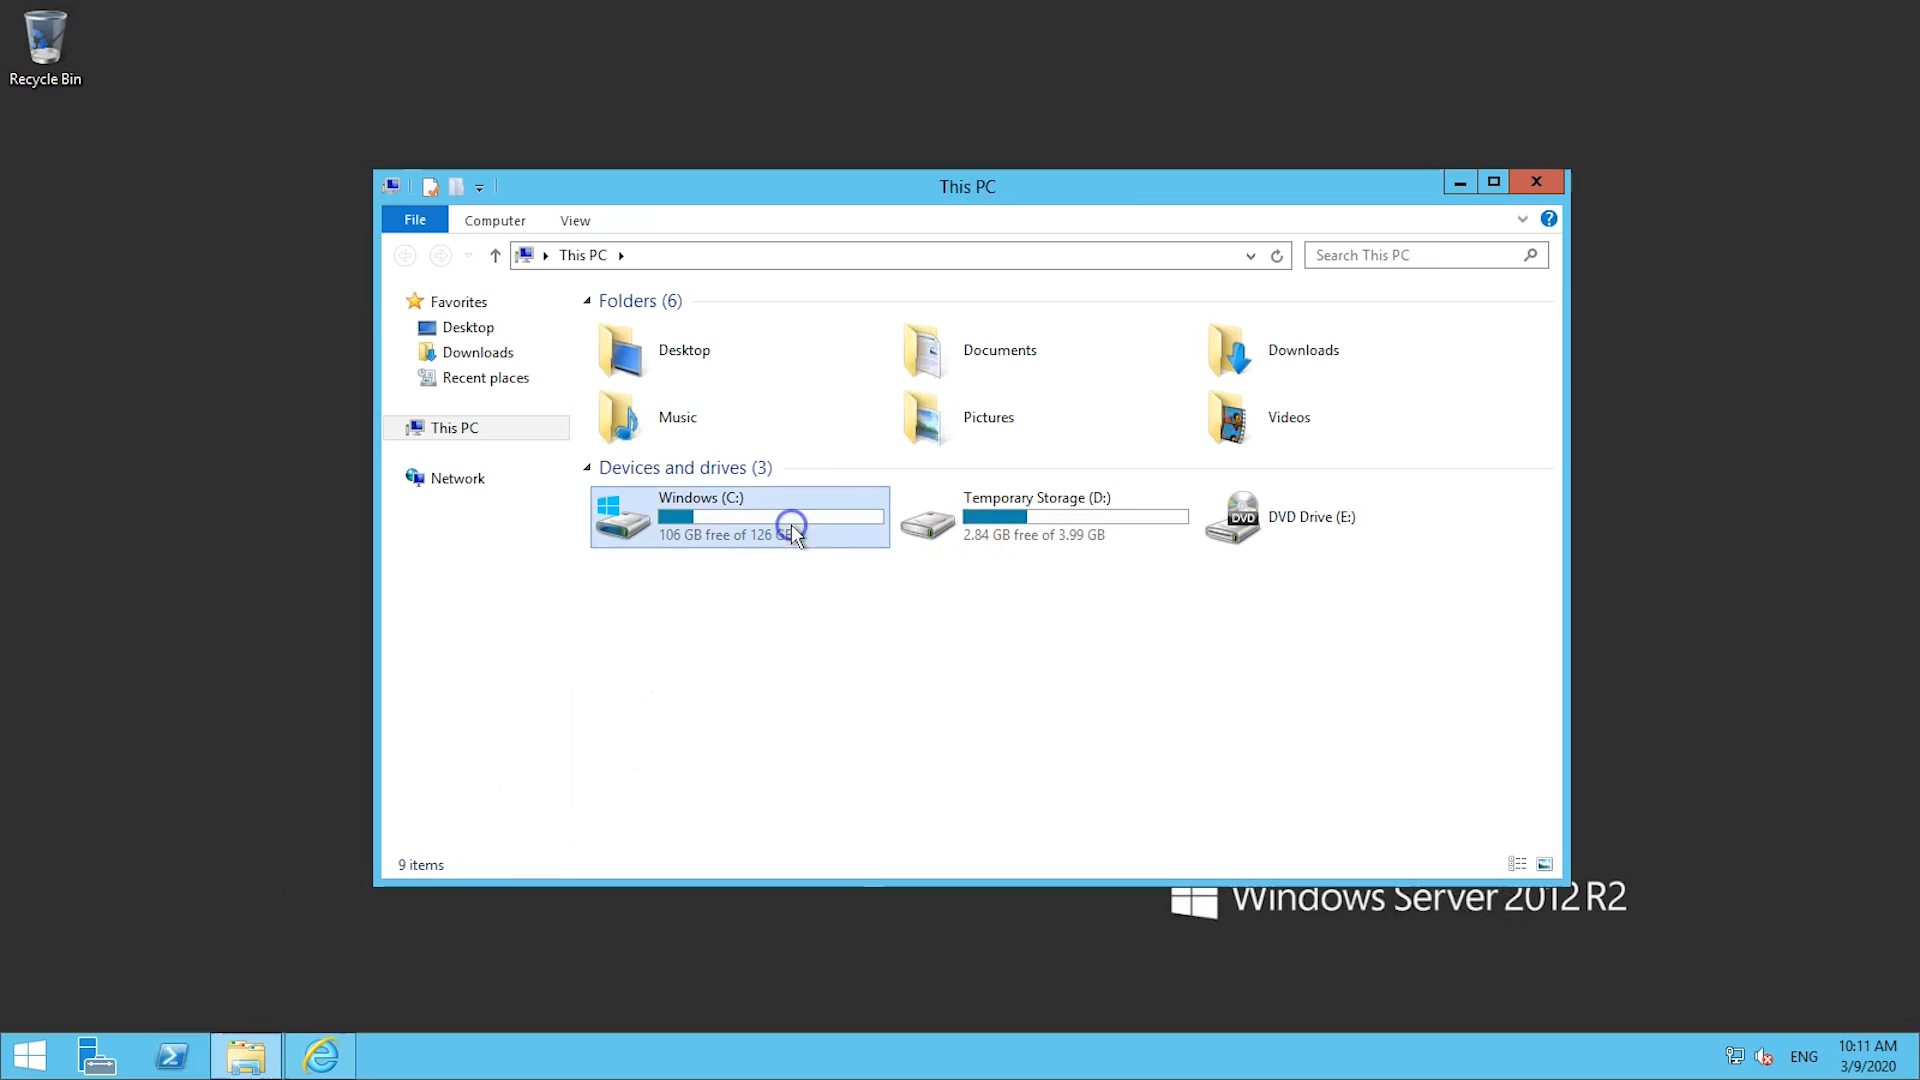 Recycle Bin
This PC
File
Computer
View
This PC
Search This PC
Favorites
Desktop
Downloads
Recent places
This PC
Network
Folders (6)
Desktop
Documents
Downloads
Music
Pictures
Videos
Devices and drives (3)
Windows (C:)
106 GB free of 126 GB
Temporary Storage (D:)
2.84 GB free of 3.99 GB
DVD
DVD Drive (E:)
9 items
Windows Server 2012 R2
ENG
10:11 AM
3/9/2020